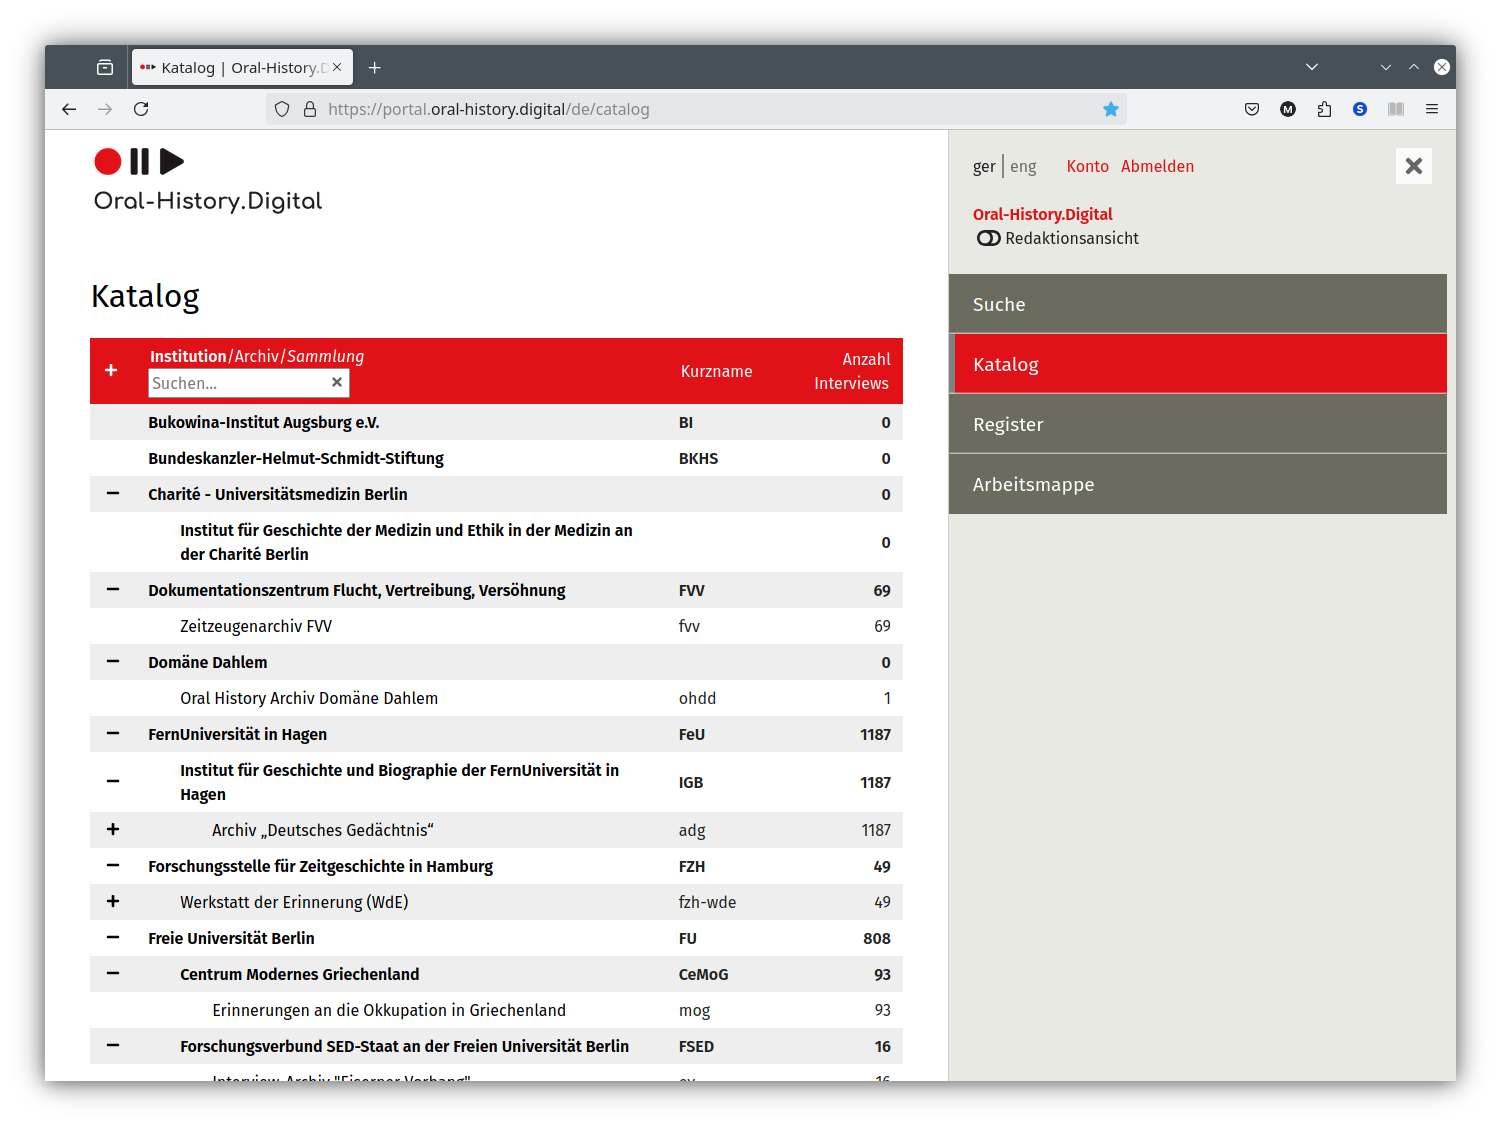 Katalog | Oral-History.D
https://portal.oral-history.digital/de/catalog
Oral-History.Digital
ger | eng Konto Abmelden
Oral-History.Digital
Redaktionsansicht
Suche
Katalog
Register
Arbeitsmappe
Katalog
Institution/Archiv/Sammlung Kurzname Anzahl Interviews
Suchen...
Bukowina-Institut Augsburg e.V. BI 0
Bundeskanzler-Helmut-Schmidt-Stiftung BKHS 0
Charité - Universitätsmedizin Berlin 0
Institut für Geschichte der Medizin und Ethik in der Medizin an
der Charité Berlin 0
Dokumentationszentrum Flucht, Vertreibung, Versöhnung FVV 69
Zeitzeugenarchiv FVV fvv 69
Domäne Dahlem 0
Oral History Archiv Domäne Dahlem ohdd 1
FernUniversität in Hagen FeU 1187
Institut für Geschichte und Biographie der FernUniversität in
Hagen IGB 1187
Archiv „Deutsches Gedächtnis“ adg 1187
Forschungsstelle für Zeitgeschichte in Hamburg FZH 49
Werkstatt der Erinnerung (WdE) fzh-wde 49
Freie Universität Berlin FU 808
Centrum Modernes Griechenland CeMoG 93
Erinnerungen an die Okkupation in Griechenland mog 93
Forschungsverbund SED-Staat an der Freien Universität Berlin FSED 16
Interview-Archiv "Eiserner Vorhang" ev 16